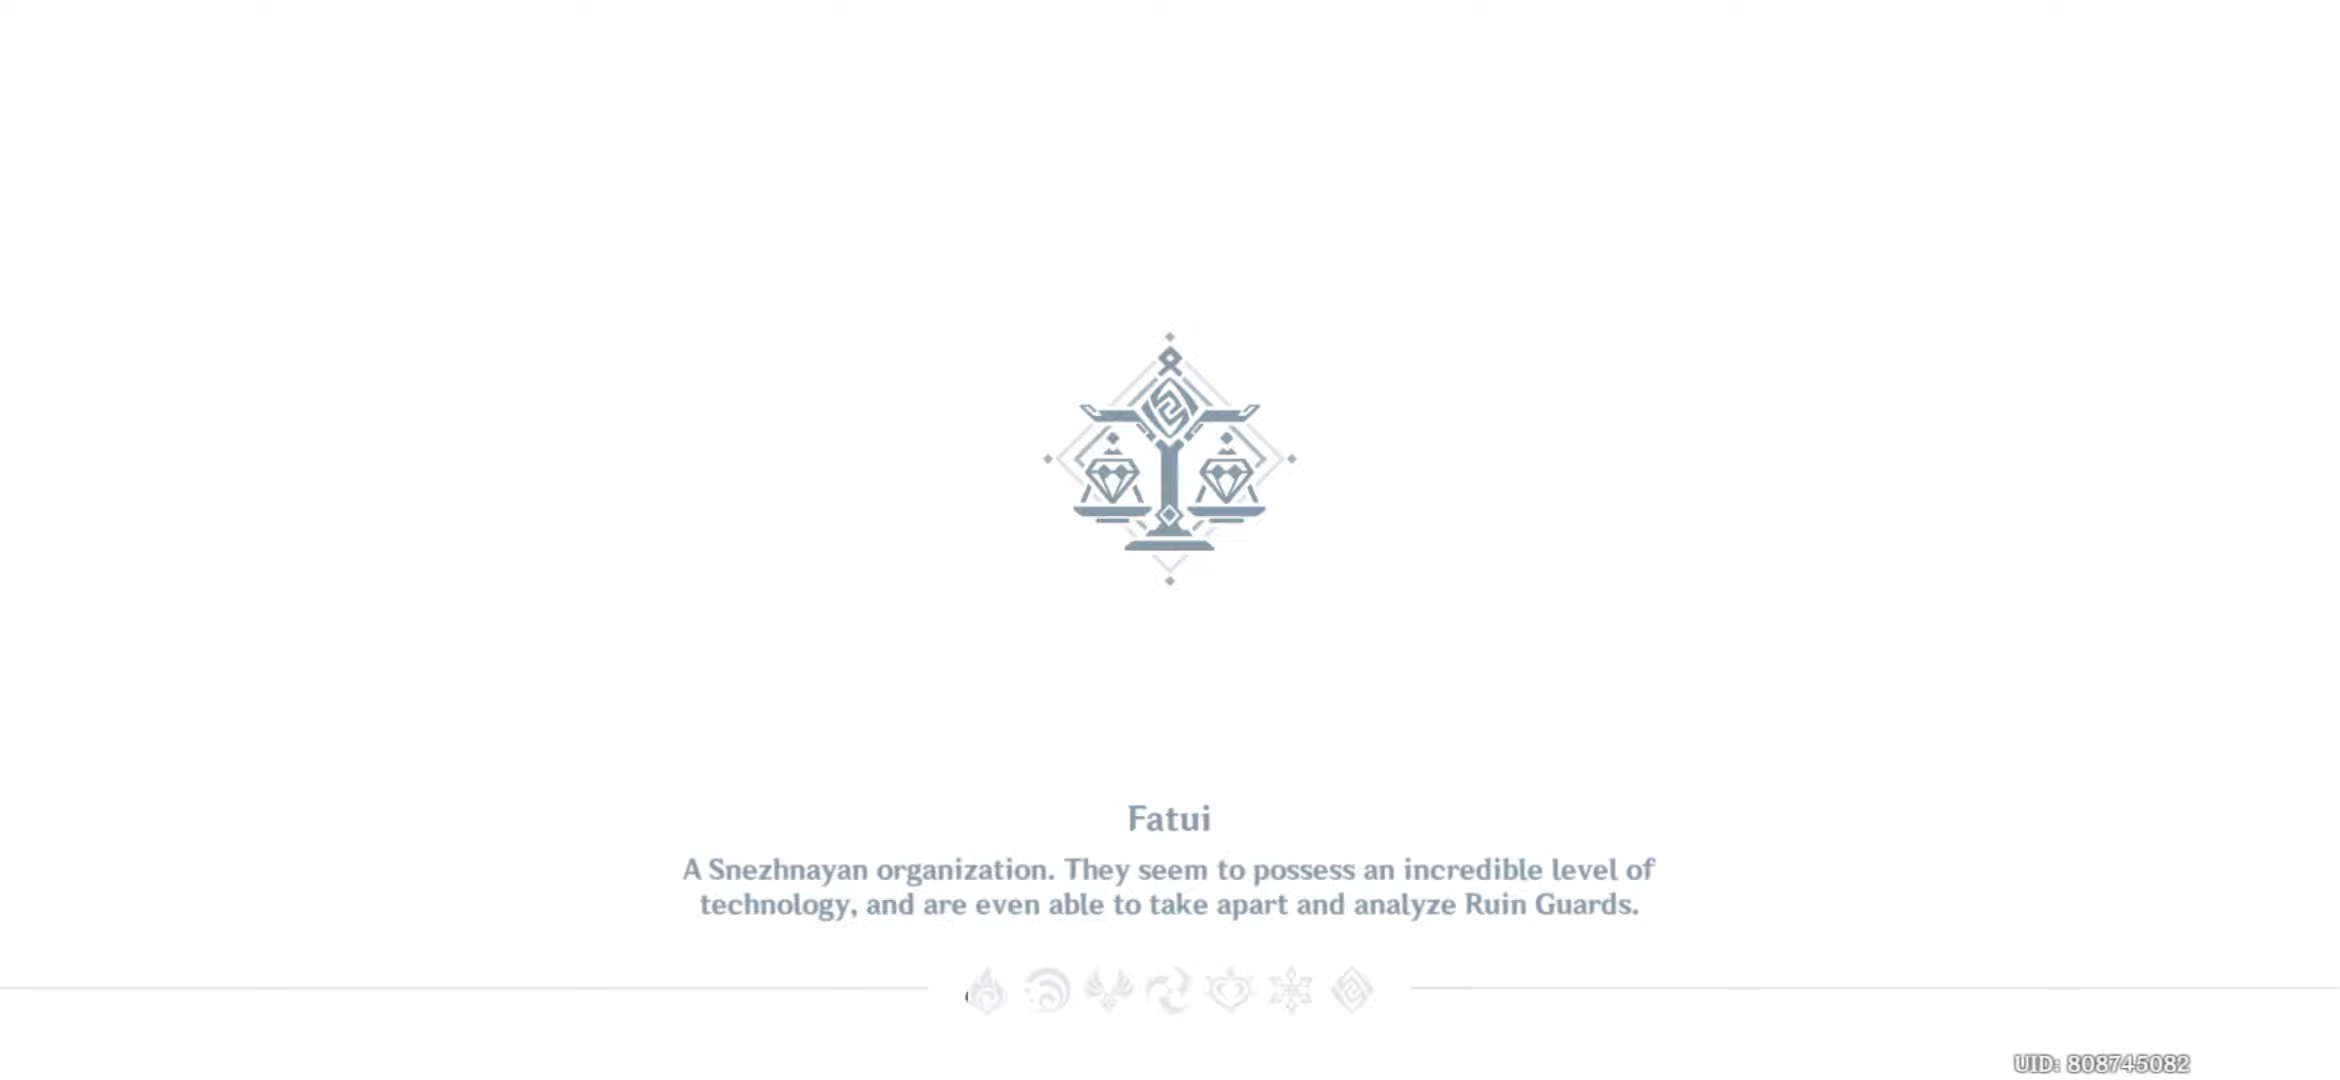 Fatui
A Snezhnayan organization. They seem to possess an incredible level of
technology, and are even able to take apart and analyze Ruin Guards.
UID: 808745082